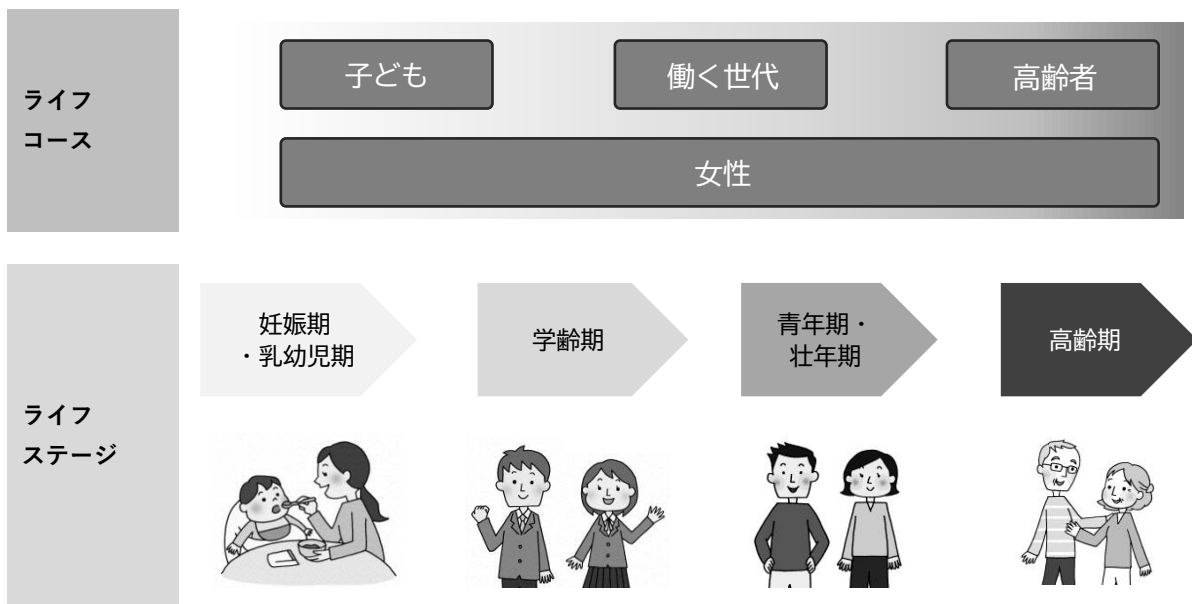 ライフ
コース
子ども
働く世代
高齢者
女性
ライフ
ステージ
妊娠期
・乳幼児期
学齢期
青年期・
壮年期
高齢期